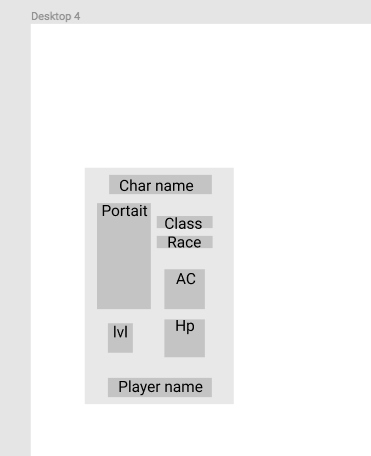 Desktop 4
Char name
Portait
Class
Race
AC
lvl
Hp
Player name